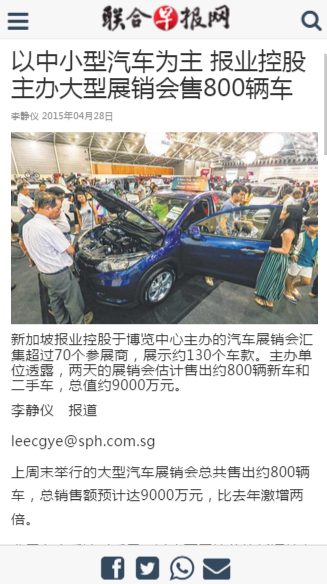 联合早报网
以中小型汽车为主 报业控股
主办大型展销会售800辆车
李静仪 2015年04月28日
新加坡报业控股于博览中心主办的汽车展销会汇
集超过70个参展商，展示约130个车款。主办单
位透露，两天的展销会估计售出约800辆新车和
二手车，总值约9000万元。
李静仪　报道
leecgye@sph.com.sg
上周末举行的大型汽车展销会总共售出约800辆
车，总销售额预计达9000万元，比去年激增两
倍。